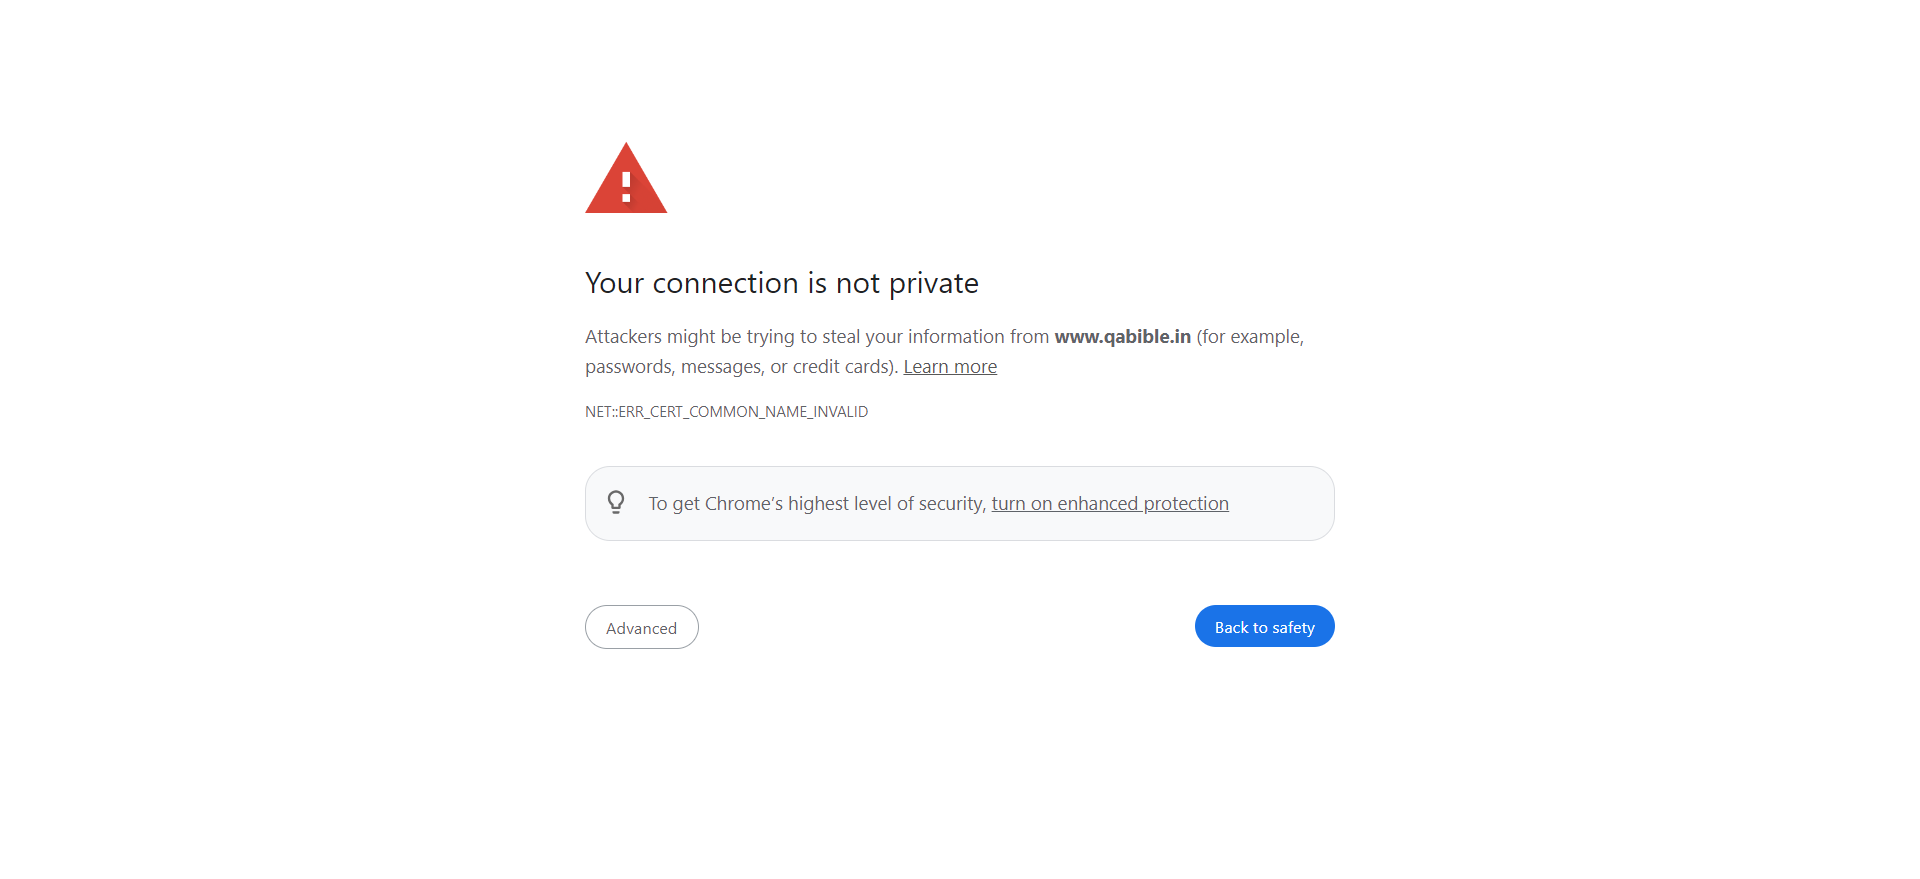 Your connection is not private
Attackers might be trying to steal your information from www.qabible.in (for example,
passwords, messages, or credit cards). Learn more
NET::ERR_CERT_COMMON_NAME_INVALID
To get Chrome’s highest level of security, turn on enhanced protection
Advanced
Back to safety